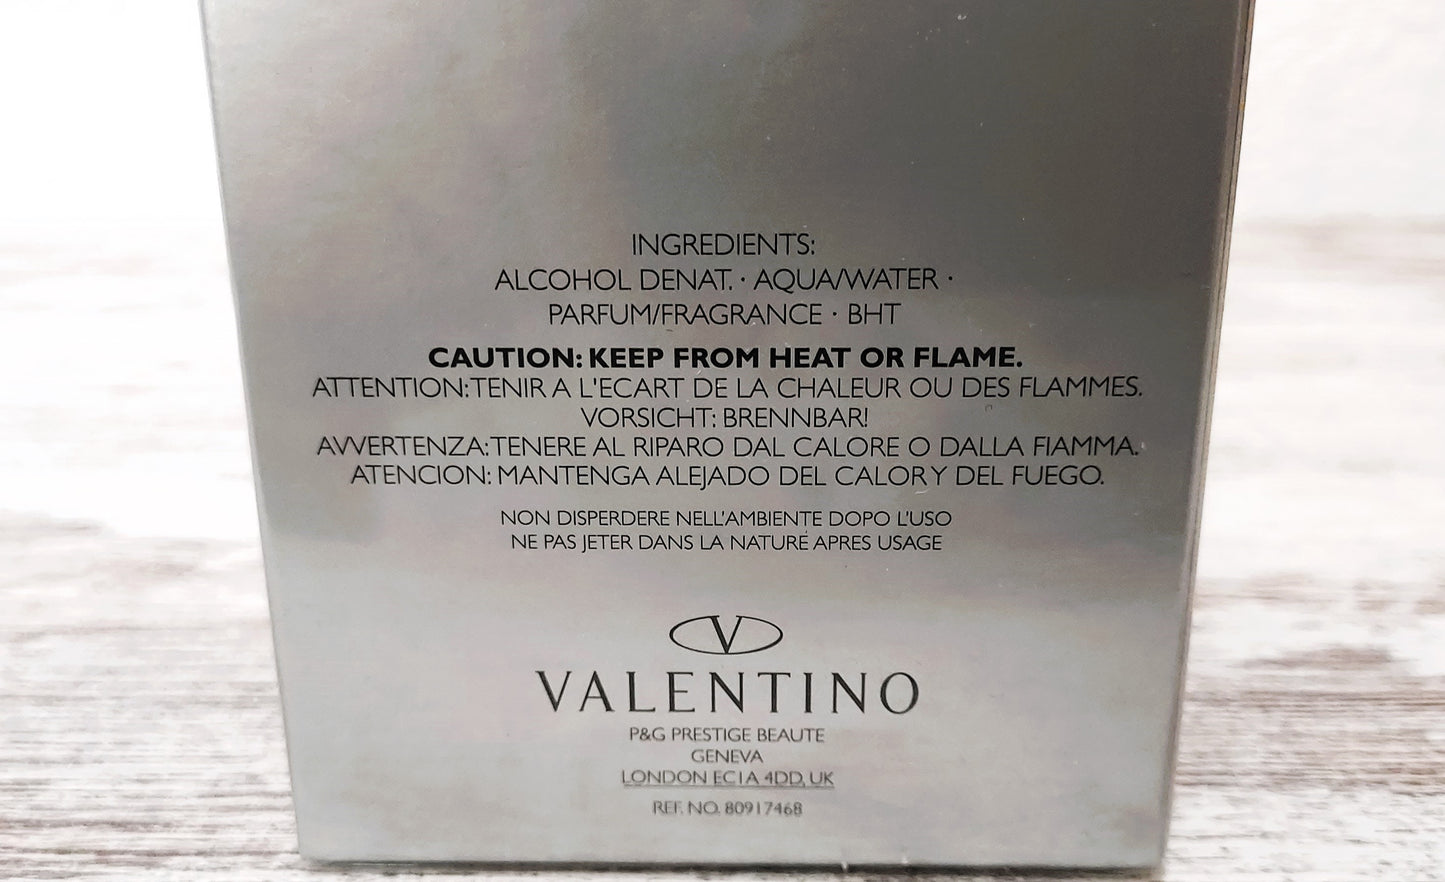 INGREDIENTS:
ALCOHOL DENAT. · AQUA/WATER ·
PARFUM/FRAGRANCE · BHT
CAUTION: KEEP FROM HEAT OR FLAME.
ATTENTION: TENIR A L'ECART DE LA CHALEUR OU DES FLAMMES.
VORSICHT: BRENNBAR!
AVVERTENZA: TENERE AL RIPARO DAL CALORE O DALLA FIAMMA.
ATENCION: MANTENGA ALEJADO DEL CALOR Y DEL FUEGO.
NON DISPERDERE NELL'AMBIENTE DOPO L'USO
NE PAS JETER DANS LA NATURE APRES USAGE
V
VALENTINO
P&G PRESTIGE BEAUTE
GENEVA
LONDON EC1A 4DD, UK
REF. NO. 80917468